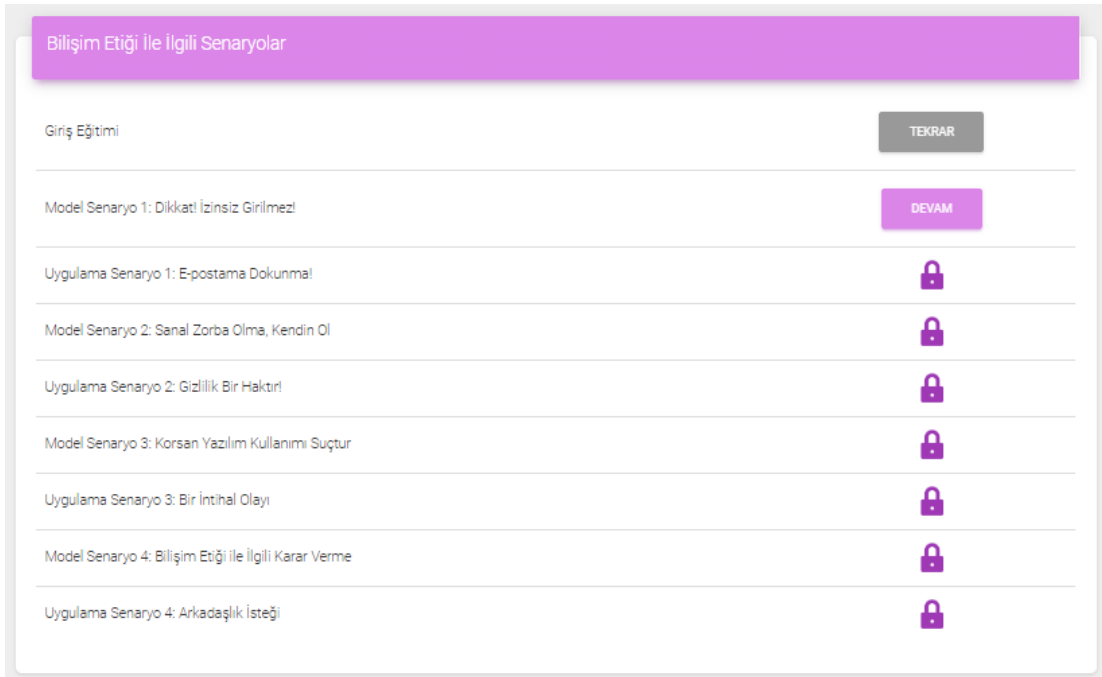 Bilişim Etiği İle İlgili Senaryolar
Giriş Eğitimi
TEKRAR
Model Senaryo 1: Dikkat! İzinsiz Girilmez!
DEVAM
Uygulama Senaryo 1: E-postama Dokunma!
Model Senaryo 2: Sanal Zorba Olma, Kendin Ol
Uygulama Senaryo 2: Gizlilik Bir Haktır!
Model Senaryo 3: Korsan Yazılım Kullanımı Suçtur
Uygulama Senaryo 3: Bir İntihal Olayı
Model Senaryo 4: Bilişim Etiği ile İlgili Karar Verme
Uygulama Senaryo 4: Arkadaşlık İsteği